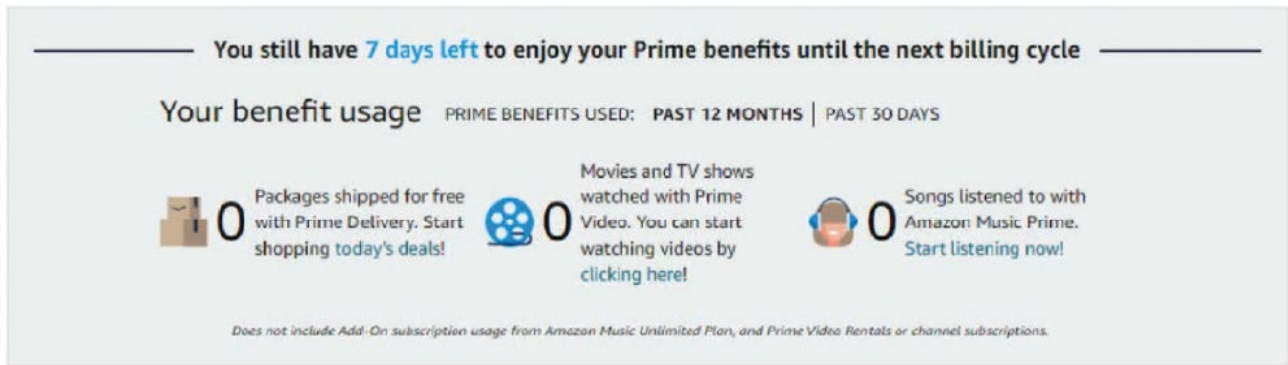 You still have 7 days left to enjoy your Prime benefits until the next billing cycle
Your benefit usage PRIME BENEFITS USED: PAST 12 MONTHS | PAST 30 DAYS
0
Packages shipped for free
with Prime Delivery. Start
shopping today's deals!
0
Movies and TV shows
watched with Prime
Video. You can start
watching videos by
clicking here!
0
Songs listened to with
Amazon Music Prime.
Start listening now!
Does not include Add-On subscription usage from Amazon Music Unlimited Plan, and Prime Video Rentals or channel subscriptions.